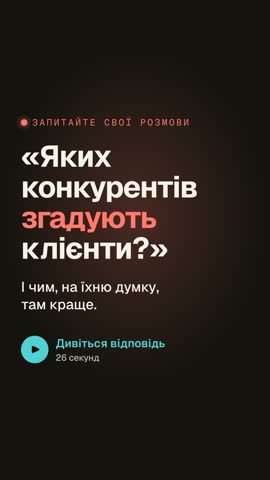 ЗАПИТАЙТЕ СВОЇ РОЗМОВИ
«Яких
конкурентів
згадують
клієнти?»
І чим, на їхню думку,
там краще.
Дивіться відповідь
26 секунд